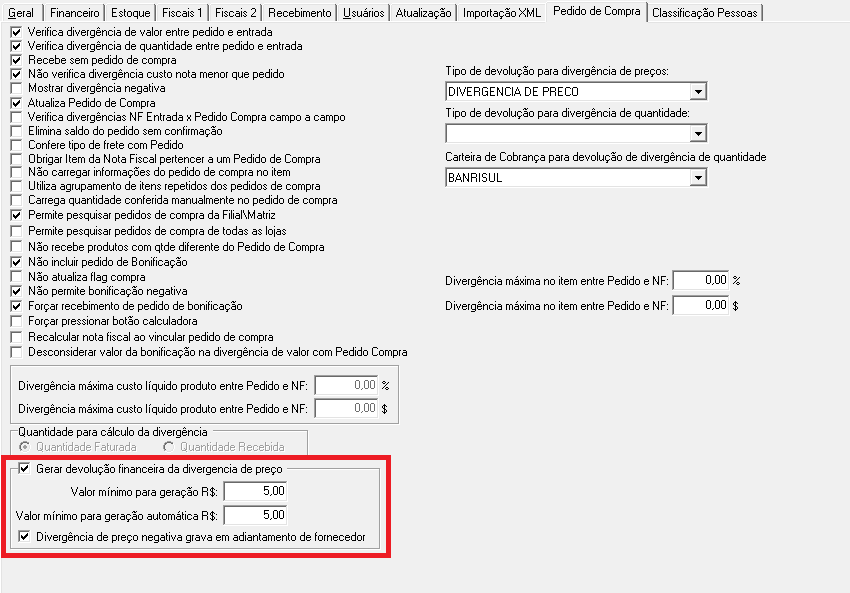 Geral Financeiro Estoque Fiscais 1 Fiscais 2 Recebimento Usuários Atualização Importação XML Pedido de Compra Classificação Pessoas
Verifica divergência de valor entre pedido e entrada
Verifica divergência de quantidade entre pedido e entrada
Recebe sem pedido de compra
Não verifica divergência custo nota menor que pedido
Mostrar divergência negativa
Atualiza Pedido de Compra
Verifica divergências NF Entrada x Pedido Compra campo a campo
Elimina saldo do pedido sem confirmação
Confere tipo de frete com Pedido
Obrigar Item da Nota Fiscal pertencer a um Pedido de Compra
Não carregar informações do pedido de compra no item
Utiliza agrupamento de itens repetidos dos pedidos de compra
Carrega quantidade conferida manualmente no pedido de compra
Permite pesquisar pedidos de compra da Filial\Matriz
Permite pesquisar pedidos de compra de todas as lojas
Não recebe produtos com qtde diferente do Pedido de Compra
Não incluir pedido de Bonificação
Não atualiza flag compra
Não permite bonificação negativa
Forçar recebimento de pedido de bonificação
Forçar pressionar botão calculadora
Recalcular nota fiscal ao vincular pedido de compra
Desconsiderar valor da bonificação na divergência de valor com Pedido Compra
Divergência máxima custo líquido produto entre Pedido e NF: 0,00 %
Divergência máxima custo líquido produto entre Pedido e NF: 0,00 $
Quantidade para cálculo da divergência
Quantidade Faturada Quantidade Recebida
Gerar devolução financeira da divergencia de preço
Valor mínimo para geração R$: 5,00
Valor mínimo para geração automática R$: 5,00
Divergência de preço negativa grava em adiantamento de fornecedor
Tipo de devolução para divergência de preços:
DIVERGENCIA DE PRECO
Tipo de devolução para divergência de quantidade:
Carteira de Cobrança para devolução de divergência de quantidade
BANRISUL
Divergência máxima no item entre Pedido e NF: 0,00 %
Divergência máxima no item entre Pedido e NF: 0,00 $